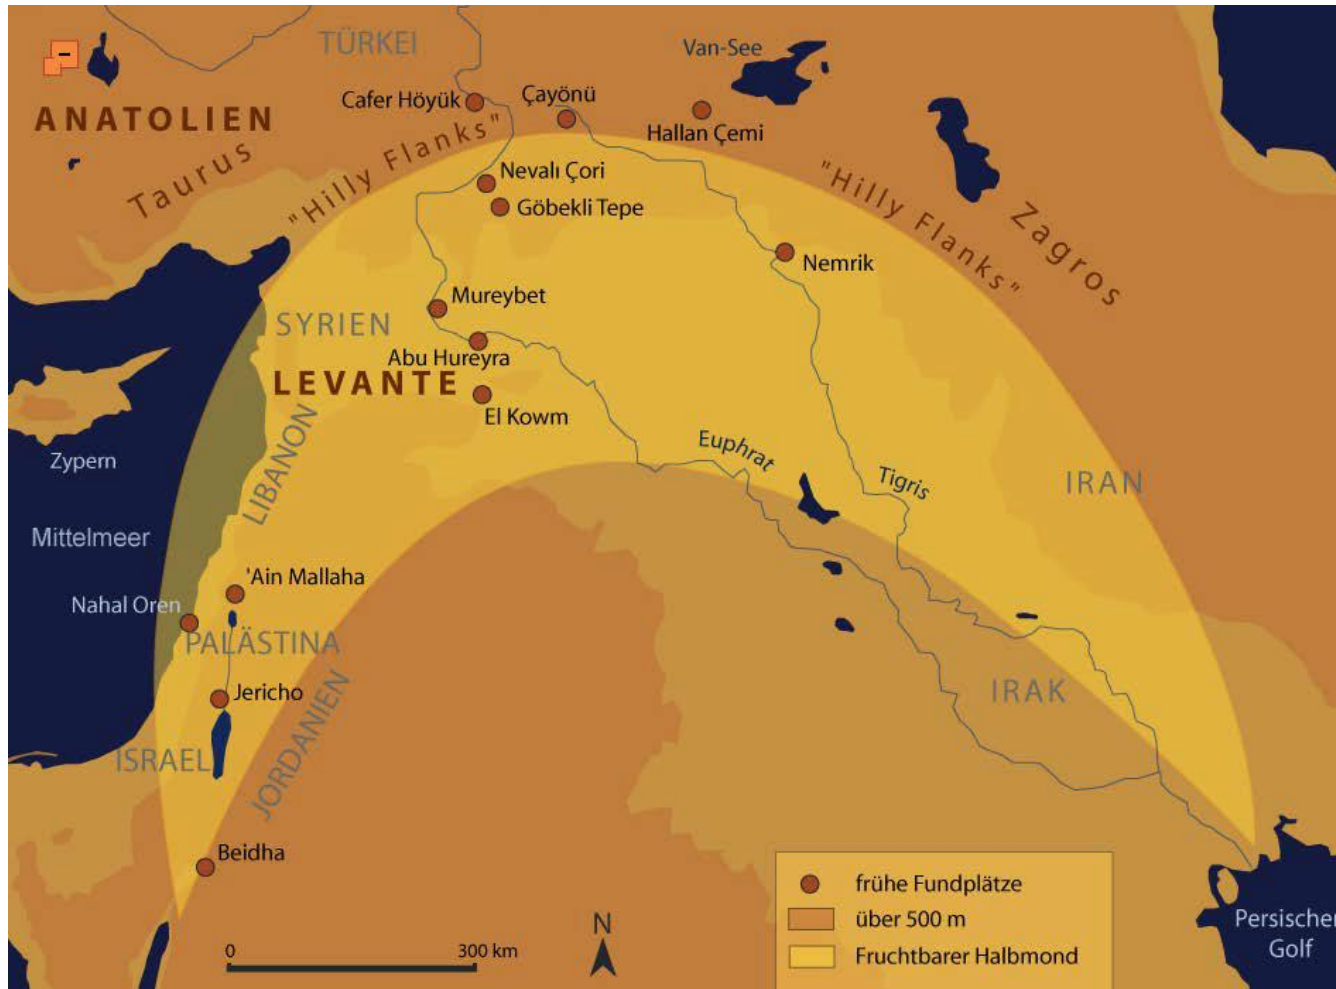 TÜRKEI
Van-See
Cafer Höyük
Çayönü
ANATOLIEN
Hallan Çemi
Taurus
"Hilly Flanks"
"Hilly Flanks"
Nevalı Çori
Göbekli Tepe
Zagros
Nemrik
Mureybet
SYRIEN
Abu Hureyra
LEVANTE
El Kowm
Zypern
LIBANON
Euphrat
Tigris
IRAN
Mittelmeer
'Ain Mallaha
Nahal Oren
PALÄSTINA
Jericho
IRAK
ISRAEL
JORDANIEN
Beidha
frühe Fundplätze
über 500 m
Fruchtbarer Halbmond
N
0 300 km
Persischer
Golf